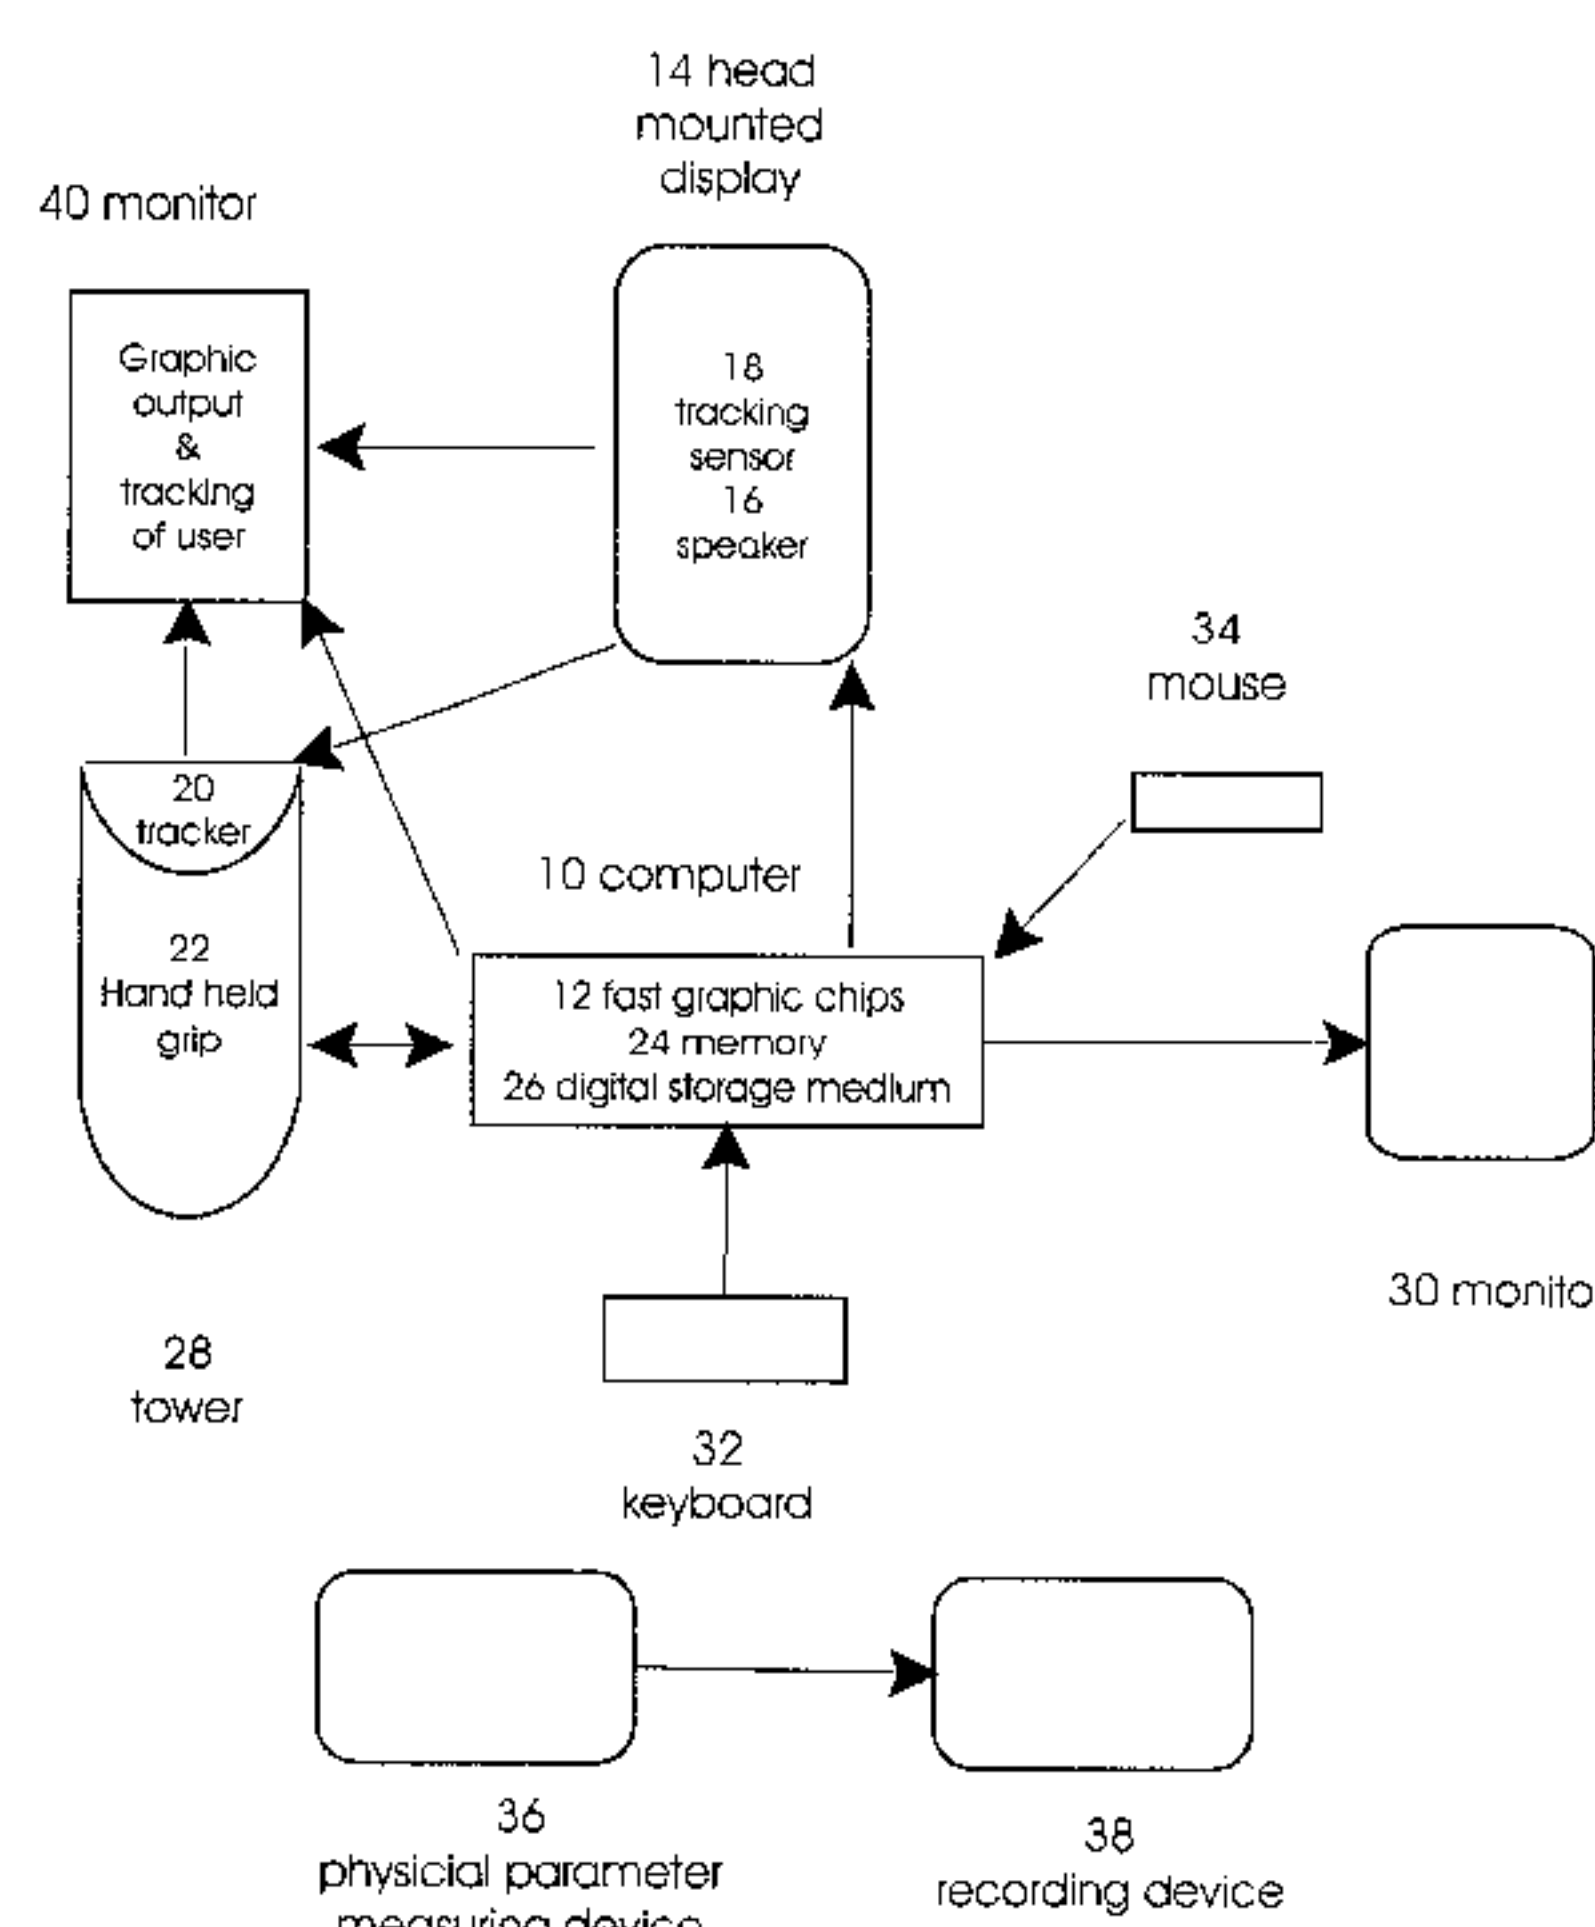 14 head
mounted
display
40 monitor
Graphic
output
&
tracking
of user
18
tracking
sensor
16
speaker
34
mouse
20
tracker
10 computer
22
Hand held
grip
12 fast graphic chips
24 memory
26 digital storage medium
30 monito
28
tower
32
keyboard
36
physicial parameter
measuring device
38
recording device